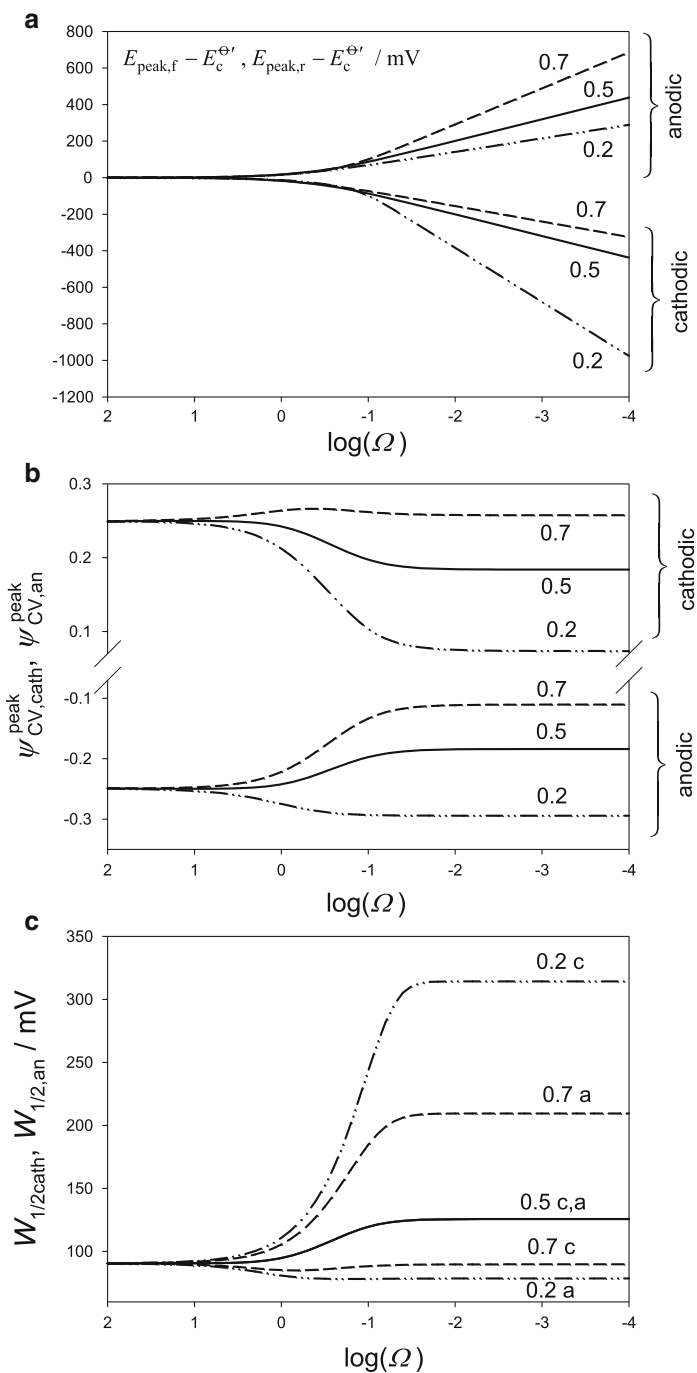 a
E_peak,f – E_c^⊖′ , E_peak,r – E_c^⊖′ / mV
800
600
400
200
0
-200
-400
-600
-800
-1000
-1200
0.7
0.5
0.2
0.7
0.5
0.2
anodic
cathodic
2 1 0 -1 -2 -3 -4
log(Ω)
b
ψ^peak_CV,cath, ψ^peak_CV,an
0.3
0.2
0.1
-0.1
-0.2
-0.3
0.7
0.5
0.2
0.7
0.5
0.2
cathodic
anodic
2 1 0 -1 -2 -3 -4
log(Ω)
c
W_1/2cath, W_1/2,an / mV
350
300
250
200
150
100
0.2 c
0.7 a
0.5 c,a
0.7 c
0.2 a
2 1 0 -1 -2 -3 -4
log(Ω)